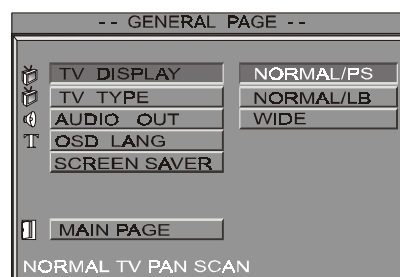 -- GENERAL PAGE --
TV DISPLAY NORMAL/PS
TV TYPE NORMAL/LB
AUDIO OUT WIDE
T OSD LANG
SCREEN SAVER
MAIN PAGE
NORMAL TV PAN SCAN